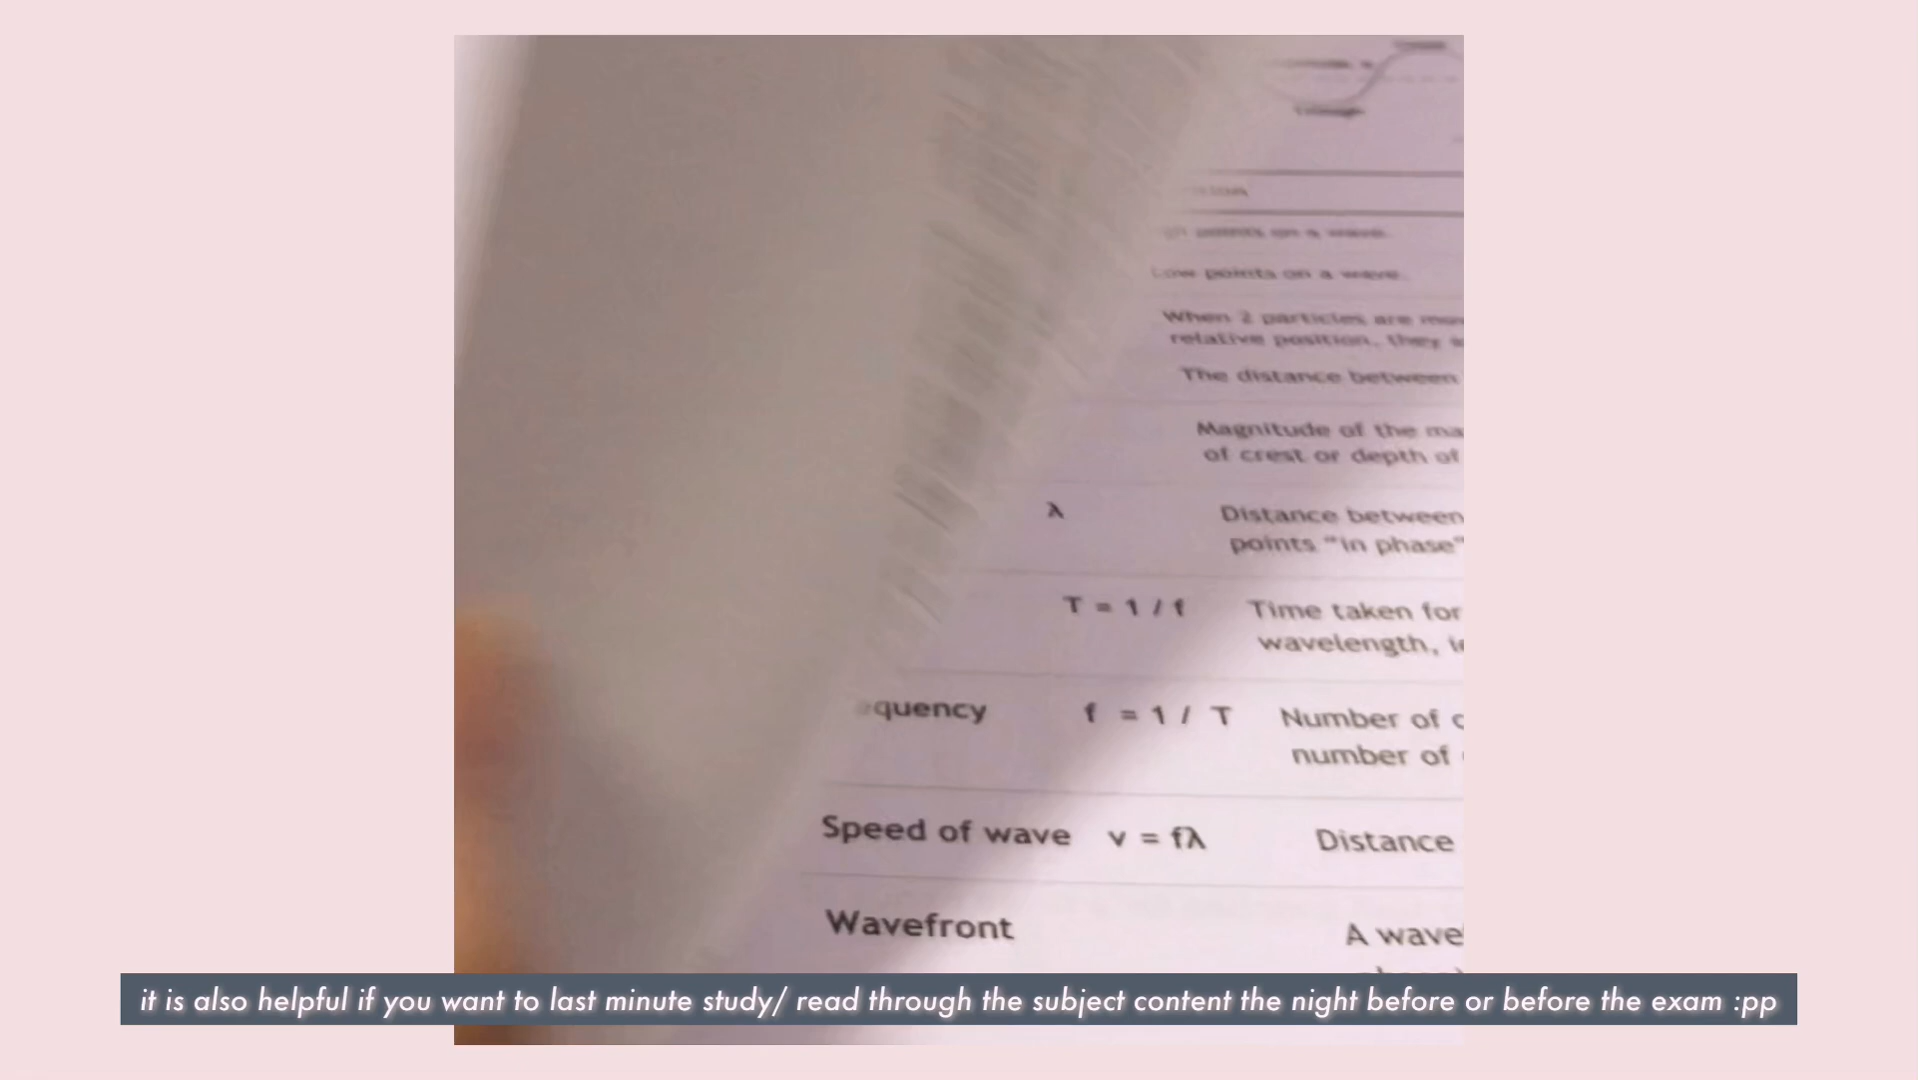 points on a wave.
Low points on a wave.
When 2 particles are
relative position, they
The distance between
Magnitude of the
of crest or depth of
λ
Distance between
points "in phase"
T = 1 / f
Time taken for
wavelength,
quency
f = 1 / T
Number of
number of
Speed of wave v = fλ
Distance
Wavefront
A wave
it is also helpful if you want to last minute study/ read through the subject content the night before or before the exam :pp